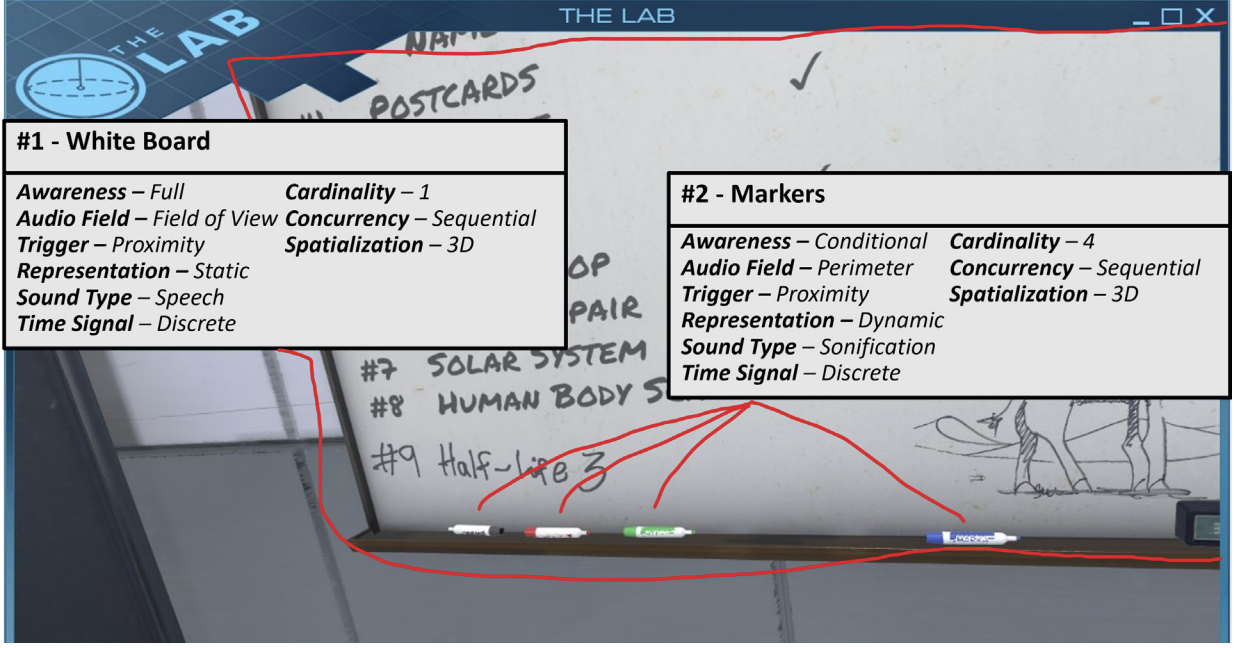 THE LAB
THE LAB
NAME
POSTCARDS
#1 - White Board
Awareness – Full
Audio Field – Field of View
Trigger – Proximity
Representation – Static
Sound Type – Speech
Time Signal – Discrete
Cardinality – 1
Concurrency – Sequential
Spatialization – 3D
#2 - Markers
Awareness – Conditional
Audio Field – Perimeter
Trigger – Proximity
Representation – Dynamic
Sound Type – Sonification
Time Signal – Discrete
Cardinality – 4
Concurrency – Sequential
Spatialization – 3D
OP
PAIR
#7 SOLAR SYSTEM
#8 HUMAN BODY
#9 Half-Life 3